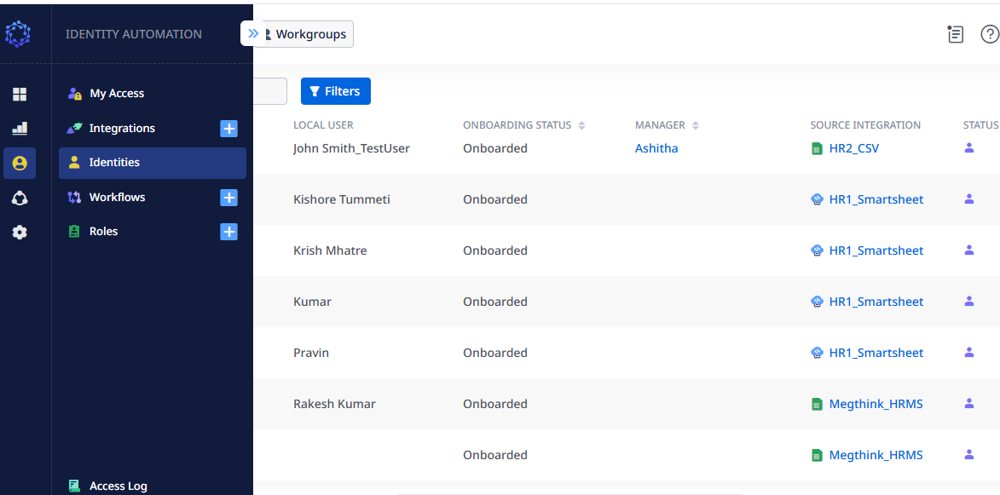 IDENTITY AUTOMATION
Workgroups
My Access
Integrations
Identities
Workflows
Roles
Access Log
Filters
LOCAL USER ONBOARDING STATUS MANAGER SOURCE INTEGRATION STATUS
John Smith_TestUser Onboarded Ashitha HR2_CSV
Kishore Tummeti Onboarded HR1_Smartsheet
Krish Mhatre Onboarded HR1_Smartsheet
Kumar Onboarded HR1_Smartsheet
Pravin Onboarded HR1_Smartsheet
Rakesh Kumar Onboarded Megthink_HRMS
Onboarded Megthink_HRMS